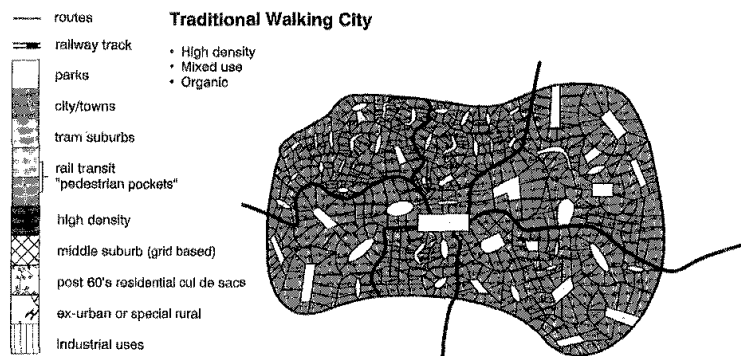 Traditional Walking City
• High density
• Mixed use
• Organic
routes
railway track
parks
city/towns
tram suburbs
rail transit
"pedestrian pockets"
high density
middle suburb (grid based)
post 60's residential cul de sacs
ex-urban or special rural
Industrial uses